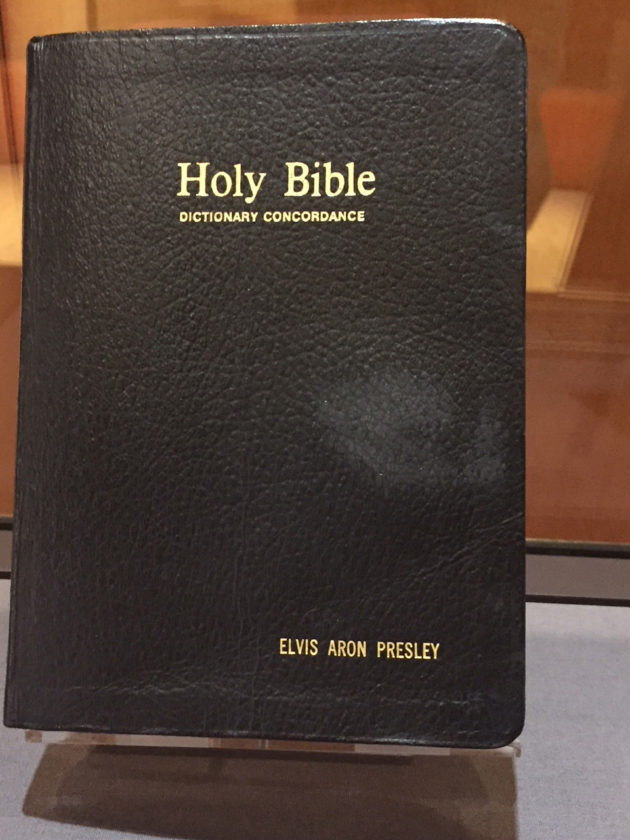 Holy Bible
DICTIONARY CONCORDANCE
ELVIS ARON PRESLEY